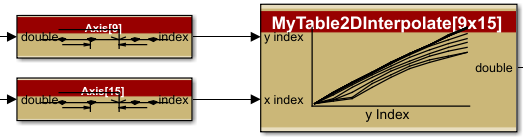 Axis[9]
double index
Axis[15]
double index
MyTable2DInterpolate[9x15]
y index
x index
double
y Index